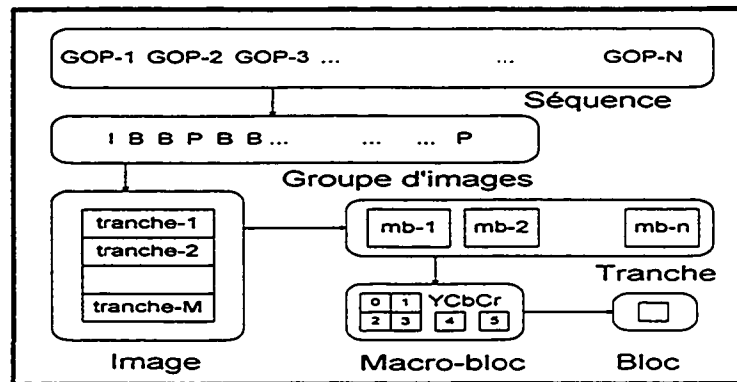 GOP-1 GOP-2 GOP-3 ... ... GOP-N
Séquence
I B B P B B... ... ... P
Groupe d'images
tranche-1
tranche-2
tranche-M
Image
mb-1 mb-2 mb-n
Tranche
0 1 YCbCr
2 3 4 5
Macro-bloc
Bloc